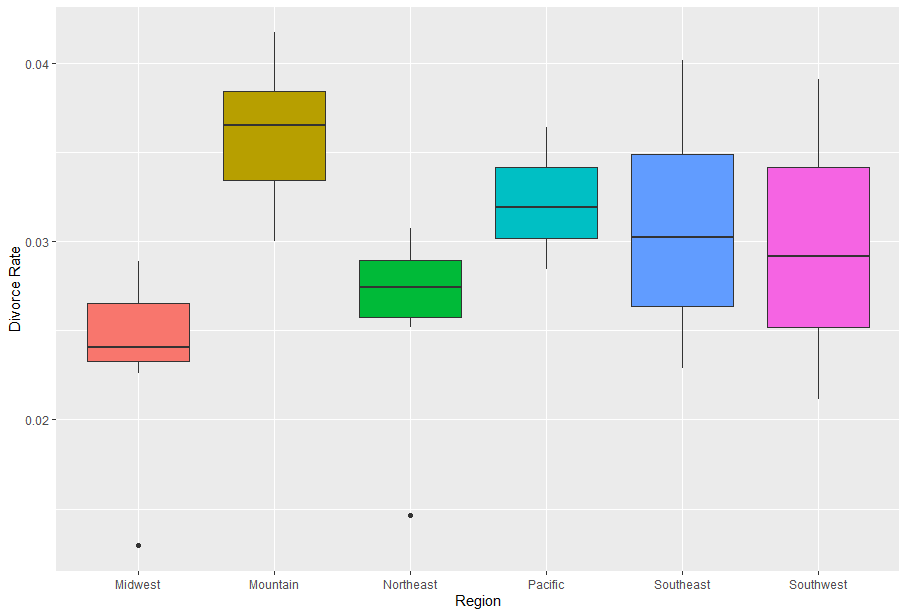 0.04
0.03
0.02
Divorce Rate
Midwest Mountain Northeast Pacific Southeast Southwest
Region